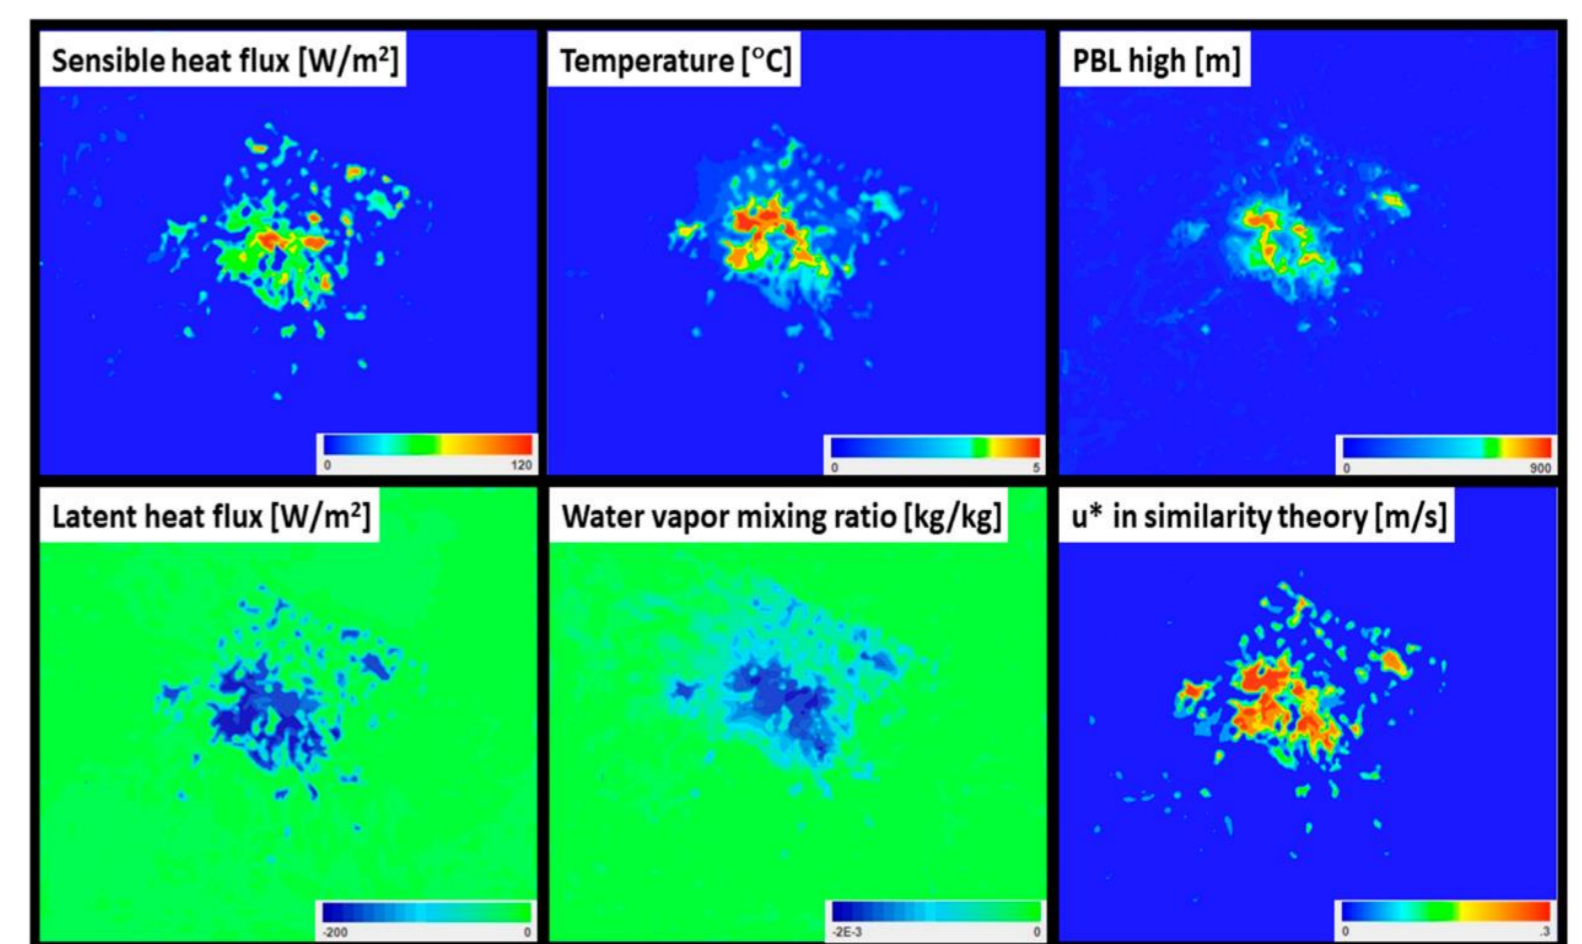 Sensible heat flux [W/m²]
Temperature [°C]
PBL high [m]
0 120
0 5
0 900
Latent heat flux [W/m²]
Water vapor mixing ratio [kg/kg]
u* in similarity theory [m/s]
-200 0
-2E-3 0
0 .3